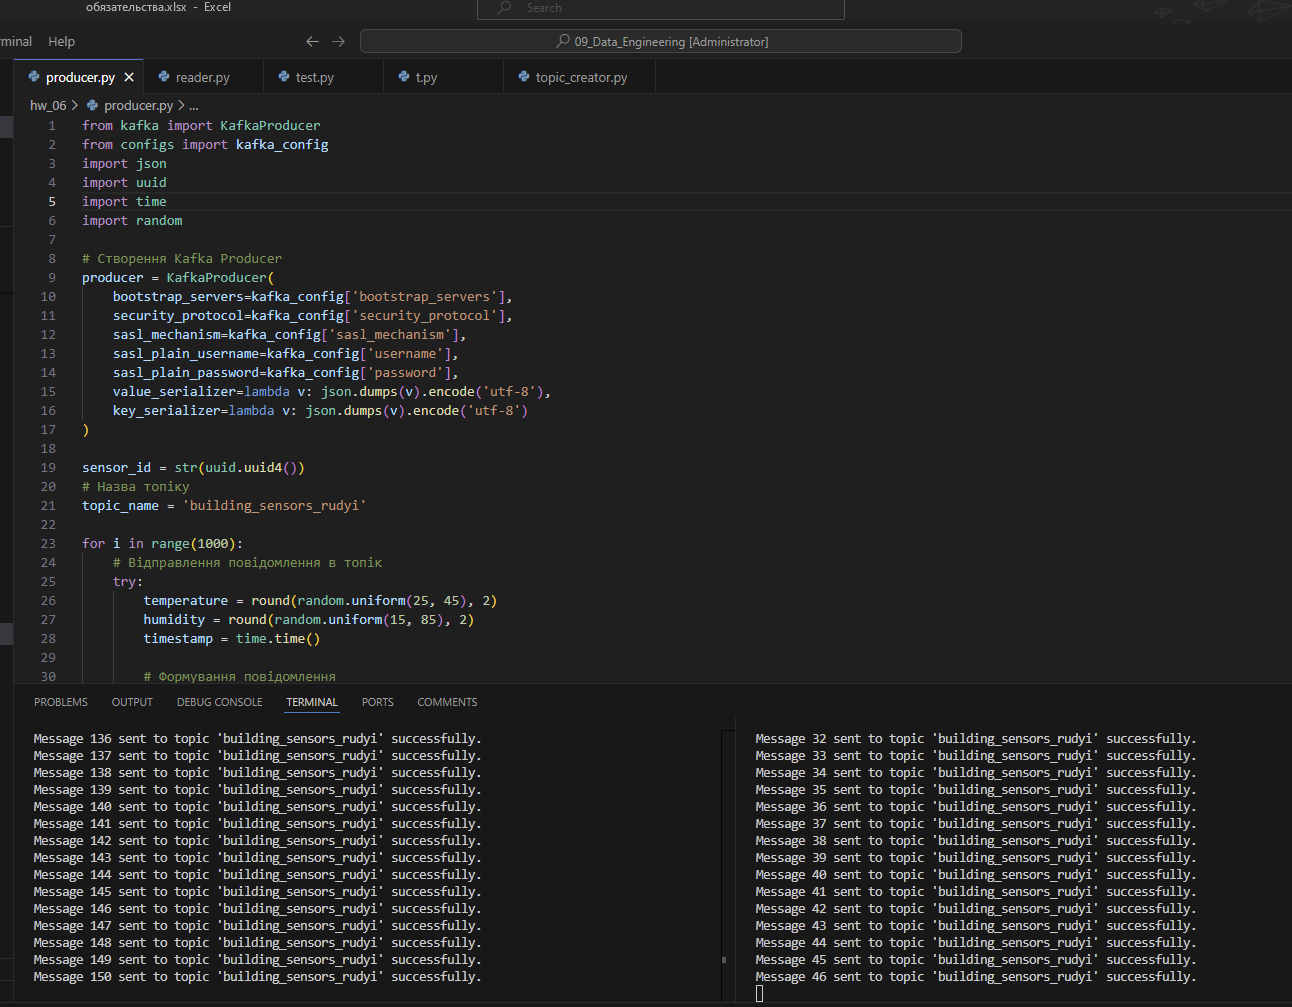 обязательства.xlsx - Excel
Search
rminal Help
09_Data_Engineering [Administrator]
producer.py reader.py test.py t.py topic_creator.py
hw_06 > producer.py > ...
1 from kafka import KafkaProducer
2 from configs import kafka_config
3 import json
4 import uuid
5 import time
6 import random
7
8 # Створення Kafka Producer
9 producer = KafkaProducer(
10 bootstrap_servers=kafka_config['bootstrap_servers'],
11 security_protocol=kafka_config['security_protocol'],
12 sasl_mechanism=kafka_config['sasl_mechanism'],
13 sasl_plain_username=kafka_config['username'],
14 sasl_plain_password=kafka_config['password'],
15 value_serializer=lambda v: json.dumps(v).encode('utf-8'),
16 key_serializer=lambda v: json.dumps(v).encode('utf-8')
17 )
18
19 sensor_id = str(uuid.uuid4())
20 # Назва топіку
21 topic_name = 'building_sensors_rudyi'
22
23 for i in range(1000):
24 # Відправлення повідомлення в топік
25 try:
26 temperature = round(random.uniform(25, 45), 2)
27 humidity = round(random.uniform(15, 85), 2)
28 timestamp = time.time()
29
30 # Формування повідомлення
PROBLEMS OUTPUT DEBUG CONSOLE TERMINAL PORTS COMMENTS
Message 136 sent to topic 'building_sensors_rudyi' successfully.
Message 137 sent to topic 'building_sensors_rudyi' successfully.
Message 138 sent to topic 'building_sensors_rudyi' successfully.
Message 139 sent to topic 'building_sensors_rudyi' successfully.
Message 140 sent to topic 'building_sensors_rudyi' successfully.
Message 141 sent to topic 'building_sensors_rudyi' successfully.
Message 142 sent to topic 'building_sensors_rudyi' successfully.
Message 143 sent to topic 'building_sensors_rudyi' successfully.
Message 144 sent to topic 'building_sensors_rudyi' successfully.
Message 145 sent to topic 'building_sensors_rudyi' successfully.
Message 146 sent to topic 'building_sensors_rudyi' successfully.
Message 147 sent to topic 'building_sensors_rudyi' successfully.
Message 148 sent to topic 'building_sensors_rudyi' successfully.
Message 149 sent to topic 'building_sensors_rudyi' successfully.
Message 150 sent to topic 'building_sensors_rudyi' successfully.
Message 32 sent to topic 'building_sensors_rudyi' successfully.
Message 33 sent to topic 'building_sensors_rudyi' successfully.
Message 34 sent to topic 'building_sensors_rudyi' successfully.
Message 35 sent to topic 'building_sensors_rudyi' successfully.
Message 36 sent to topic 'building_sensors_rudyi' successfully.
Message 37 sent to topic 'building_sensors_rudyi' successfully.
Message 38 sent to topic 'building_sensors_rudyi' successfully.
Message 39 sent to topic 'building_sensors_rudyi' successfully.
Message 40 sent to topic 'building_sensors_rudyi' successfully.
Message 41 sent to topic 'building_sensors_rudyi' successfully.
Message 42 sent to topic 'building_sensors_rudyi' successfully.
Message 43 sent to topic 'building_sensors_rudyi' successfully.
Message 44 sent to topic 'building_sensors_rudyi' successfully.
Message 45 sent to topic 'building_sensors_rudyi' successfully.
Message 46 sent to topic 'building_sensors_rudyi' successfully.